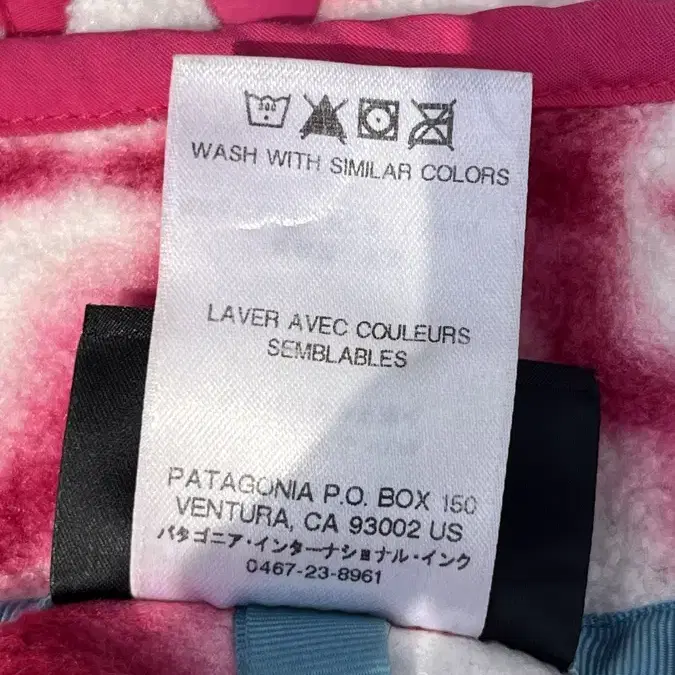 WASH WITH SIMILAR COLORS
LAVER AVEC COULEURS
SEMBLABLES
PATAGONIA P.O. BOX 150
VENTURA, CA 93002 US
パタゴニア・インターナショナル・インク
0467-23-8961